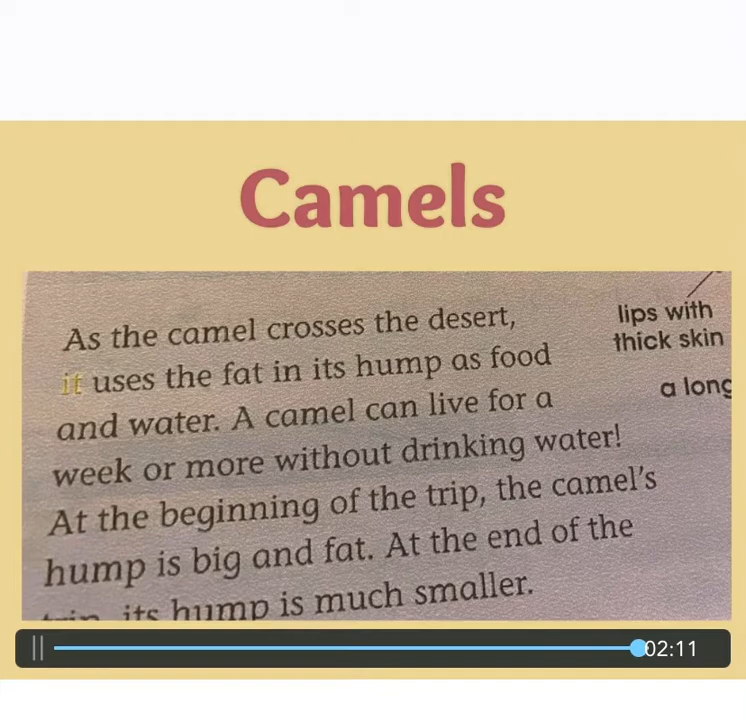 Camels
As the camel crosses the desert,
it uses the fat in its hump as food
and water. A camel can live for a
week or more without drinking water!
At the beginning of the trip, the camel's
hump is big and fat. At the end of the
trip, its hump is much smaller.
lips with
thick skin
a long
02:11